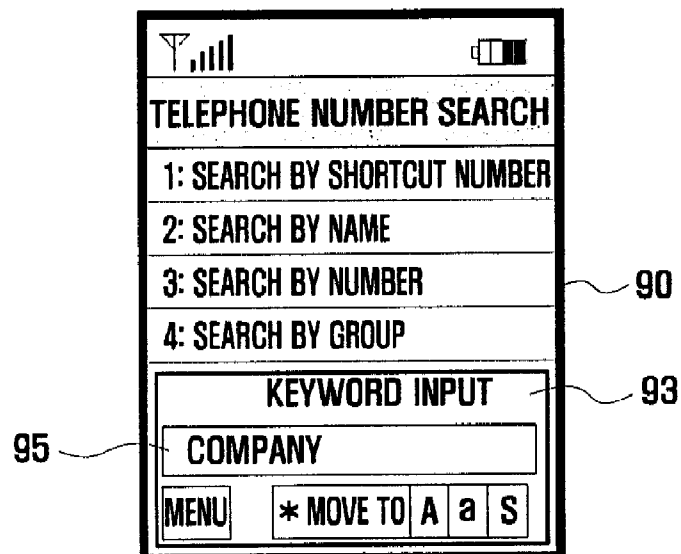 TELEPHONE NUMBER SEARCH
1: SEARCH BY SHORTCUT NUMBER
2: SEARCH BY NAME
3: SEARCH BY NUMBER
90
4: SEARCH BY GROUP
KEYWORD INPUT
93
95
COMPANY
MENU * MOVE TO A a S